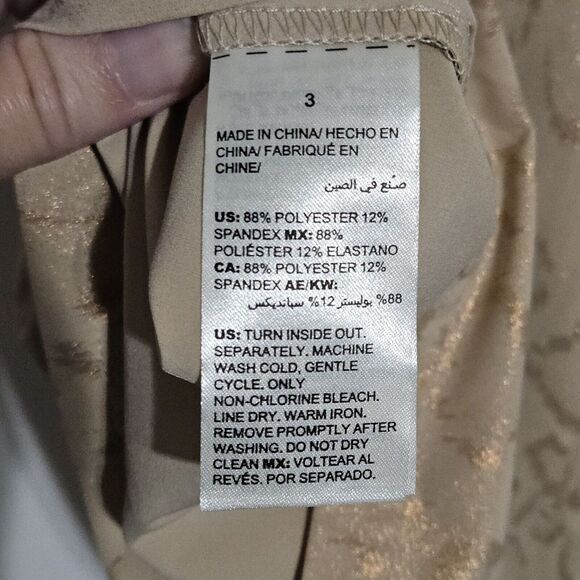 3
MADE IN CHINA/ HECHO EN
CHINA/ FABRIQUÉ EN
CHINE/
صُنع في الصين
US: 88% POLYESTER 12%
SPANDEX MX: 88%
POLIÉSTER 12% ELASTANO
CA: 88% POLYESTER 12%
SPANDEX AE/KW:
88% بوليستر 12% سباندیکس
US: TURN INSIDE OUT.
SEPARATELY. MACHINE
WASH COLD, GENTLE
CYCLE. ONLY
NON-CHLORINE BLEACH.
LINE DRY. WARM IRON.
REMOVE PROMPTLY AFTER
WASHING. DO NOT DRY
CLEAN MX: VOLTEAR AL
REVÉS. POR SEPARADO.